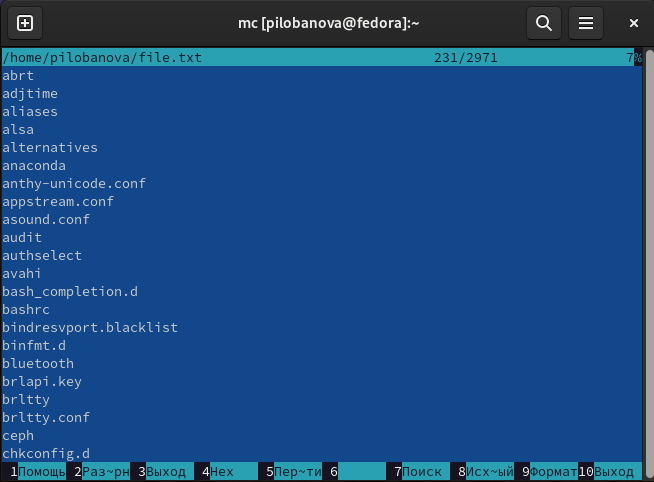 mc [pilobanova@fedora]:~
/home/pilobanova/file.txt 231/2971 7%
abrt
adjtime
aliases
alsa
alternatives
anaconda
anthy-unicode.conf
appstream.conf
asound.conf
audit
authselect
avahi
bash_completion.d
bashrc
bindresvport.blacklist
binfmt.d
bluetooth
brlapi.key
brltty
brltty.conf
ceph
chkconfig.d
1Помощь 2Раз~рн 3Выход 4Hex 5Пер~ти 6 7Поиск 8Исх~ый 9Формат 10Выход